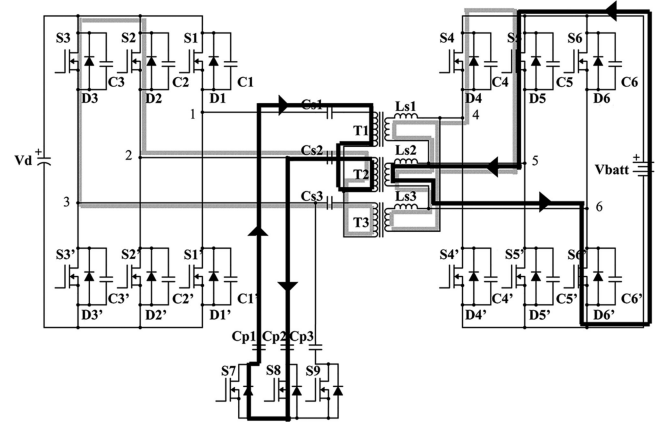 S3 S2 S1 S4 S5 S6
C3 C2 C1 C4 C5 C6
D3 D2 D1 D4 D5 D6
1 Cs1 Ls1 4
T1
Vd + 2 Cs2 Ls2 5 + Vbatt
T2
3 Cs3 Ls3 6
T3
S3' S2' S1' S4' S5' S6'
C3' C2' C1' C4' C5' C6'
D3' D2' D1' D4' D5' D6'
Cp1 Cp2 Cp3
S7 S8 S9